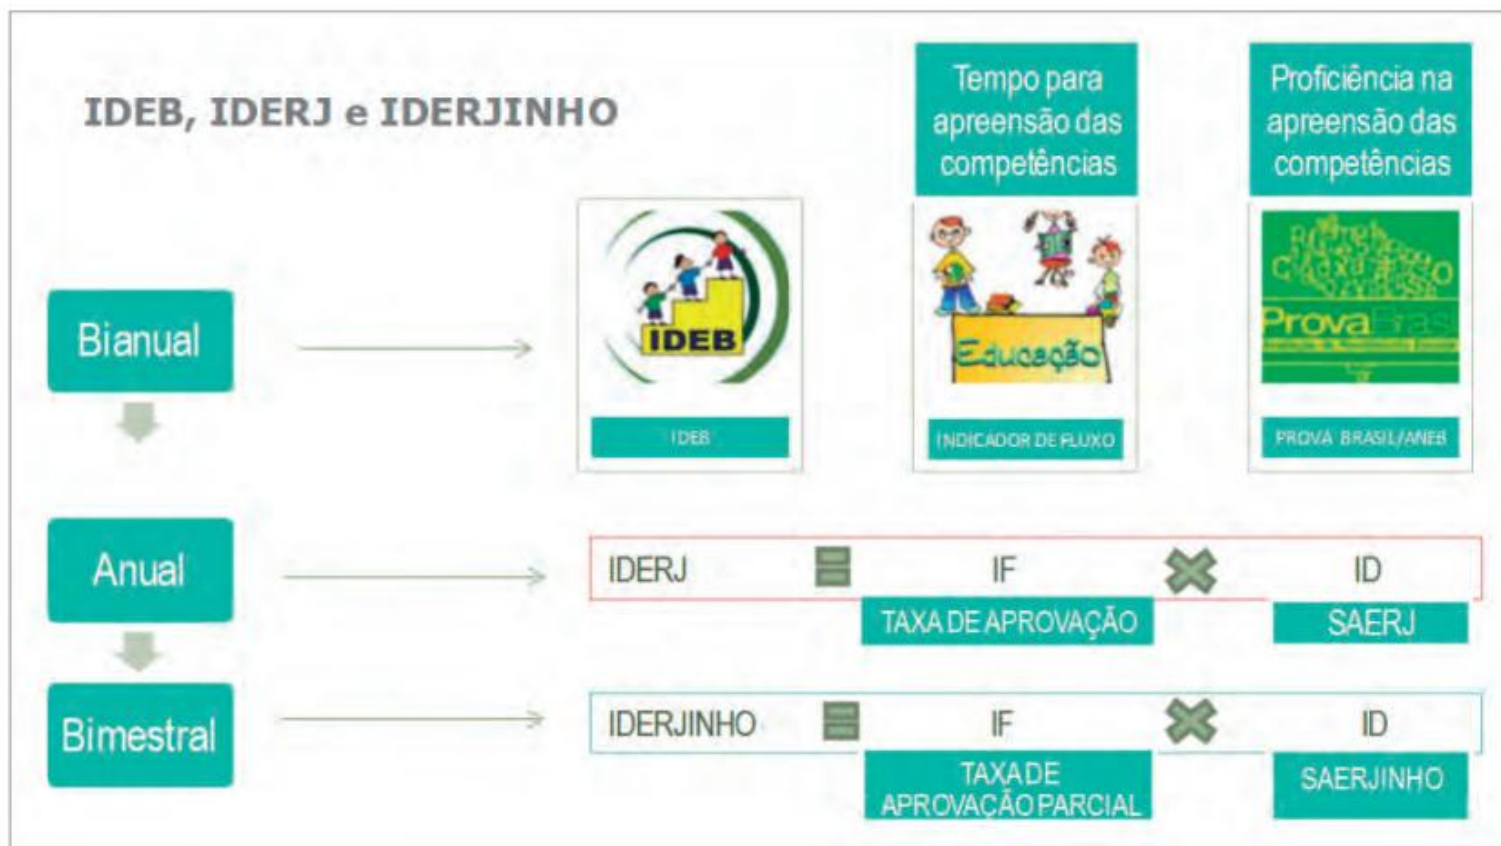 IDEB, IDERJ e IDERJINHO
Tempo para
apreensão das
competências
Proficiência na
apreensão das
competências
Bianual
IDEB
Educação
ProvaBrasil
IDEB
INDICADOR DE FLUXO
PROVA BRASIL/ANEB
Anual
IDERJ = IF × ID
TAXA DE APROVAÇÃO
SAERJ
Bimestral
IDERJINHO = IF × ID
TAXA DE
APROVAÇÃO PARCIAL
SAERJINHO